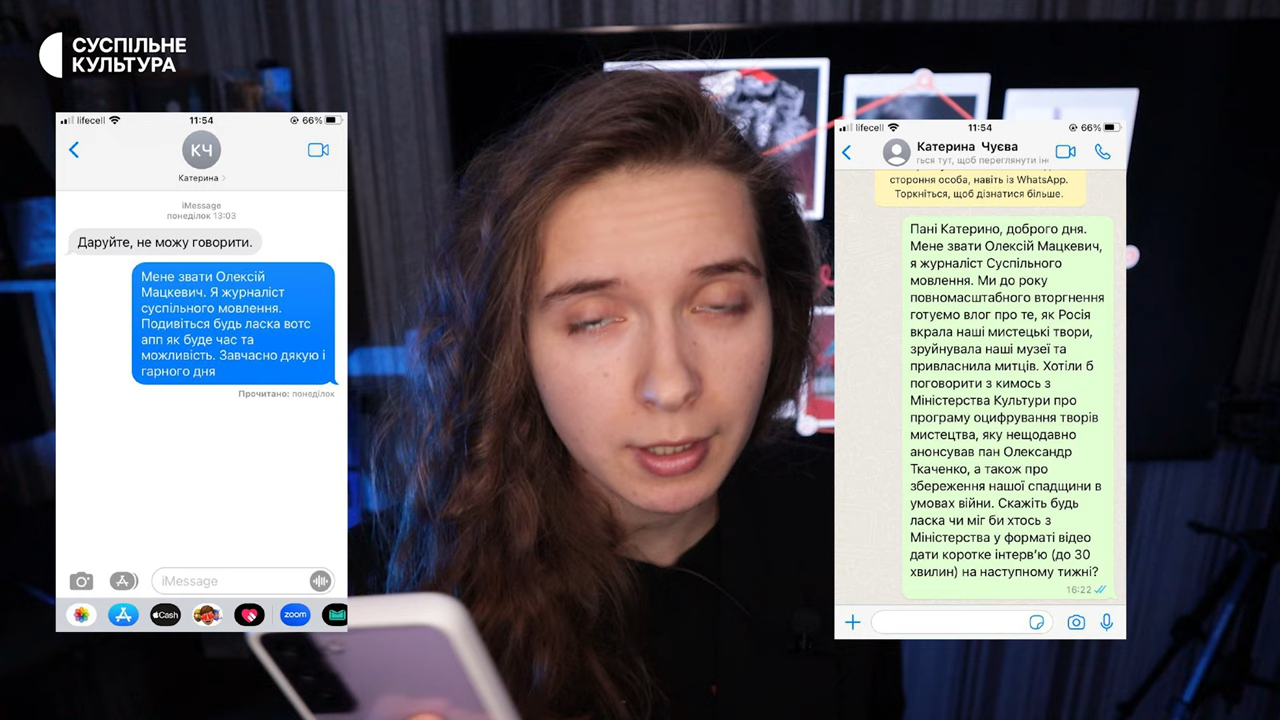 СУСПІЛЬНЕ
КУЛЬТУРА
lifecell
11:54
66%
КЧ
Катерина
iMessage
понеділок 13:03
Даруйте, не можу говорити.
Мене звати Олексій
Мацкевич. Я журналіст
суспільного мовлення.
Подивіться будь ласка вотс
апп як буде час та
можливість. Завчасно дякую і
гарного дня
Прочитано: понеділок
iMessage
Cash
zoom
lifecell
11:54
66%
Катерина Чуєва
ться тут, щоб переглянути інс
стороння особа, навіть із WhatsApp.
Торкніться, щоб дізнатися більше.
Пані Катерино, доброго дня.
Мене звати Олексій Мацкевич,
я журналіст Суспільного
мовлення. Ми до року
повномасштабного вторгнення
готуємо влог про те, як Росія
вкрала наші мистецькі твори,
зруйнувала наші музеї та
привласнила митців. Хотіли б
поговорити з кимось з
Міністерства Культури про
програму оцифрування творів
мистецтва, яку нещодавно
анонсував пан Олександр
Ткаченко, а також про
збереження нашої спадщини в
умовах війни. Скажіть будь
ласка чи міг би хтось з
Міністерства у форматі відео
дати коротке інтерв’ю (до 30
хвилин) на наступному тижні?
16:22